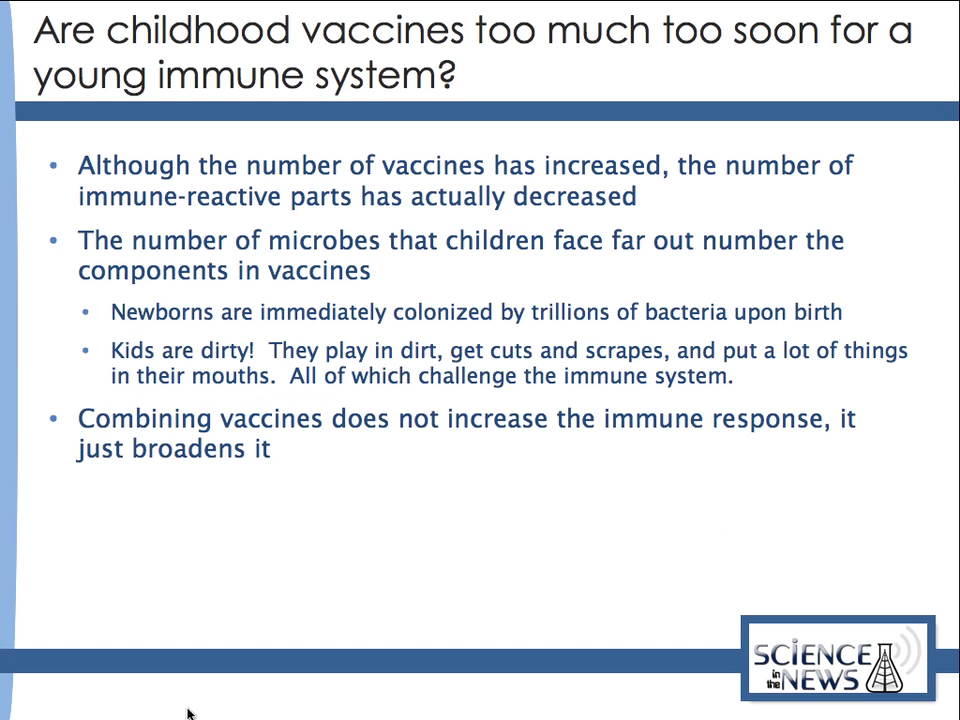 Are childhood vaccines too much too soon for a
young immune system?
• Although the number of vaccines has increased, the number of
immune-reactive parts has actually decreased
• The number of microbes that children face far out number the
components in vaccines
• Newborns are immediately colonized by trillions of bacteria upon birth
• Kids are dirty!  They play in dirt, get cuts and scrapes, and put a lot of things
in their mouths.  All of which challenge the immune system.
• Combining vaccines does not increase the immune response, it
just broadens it
SCiENCE
in the NEWS